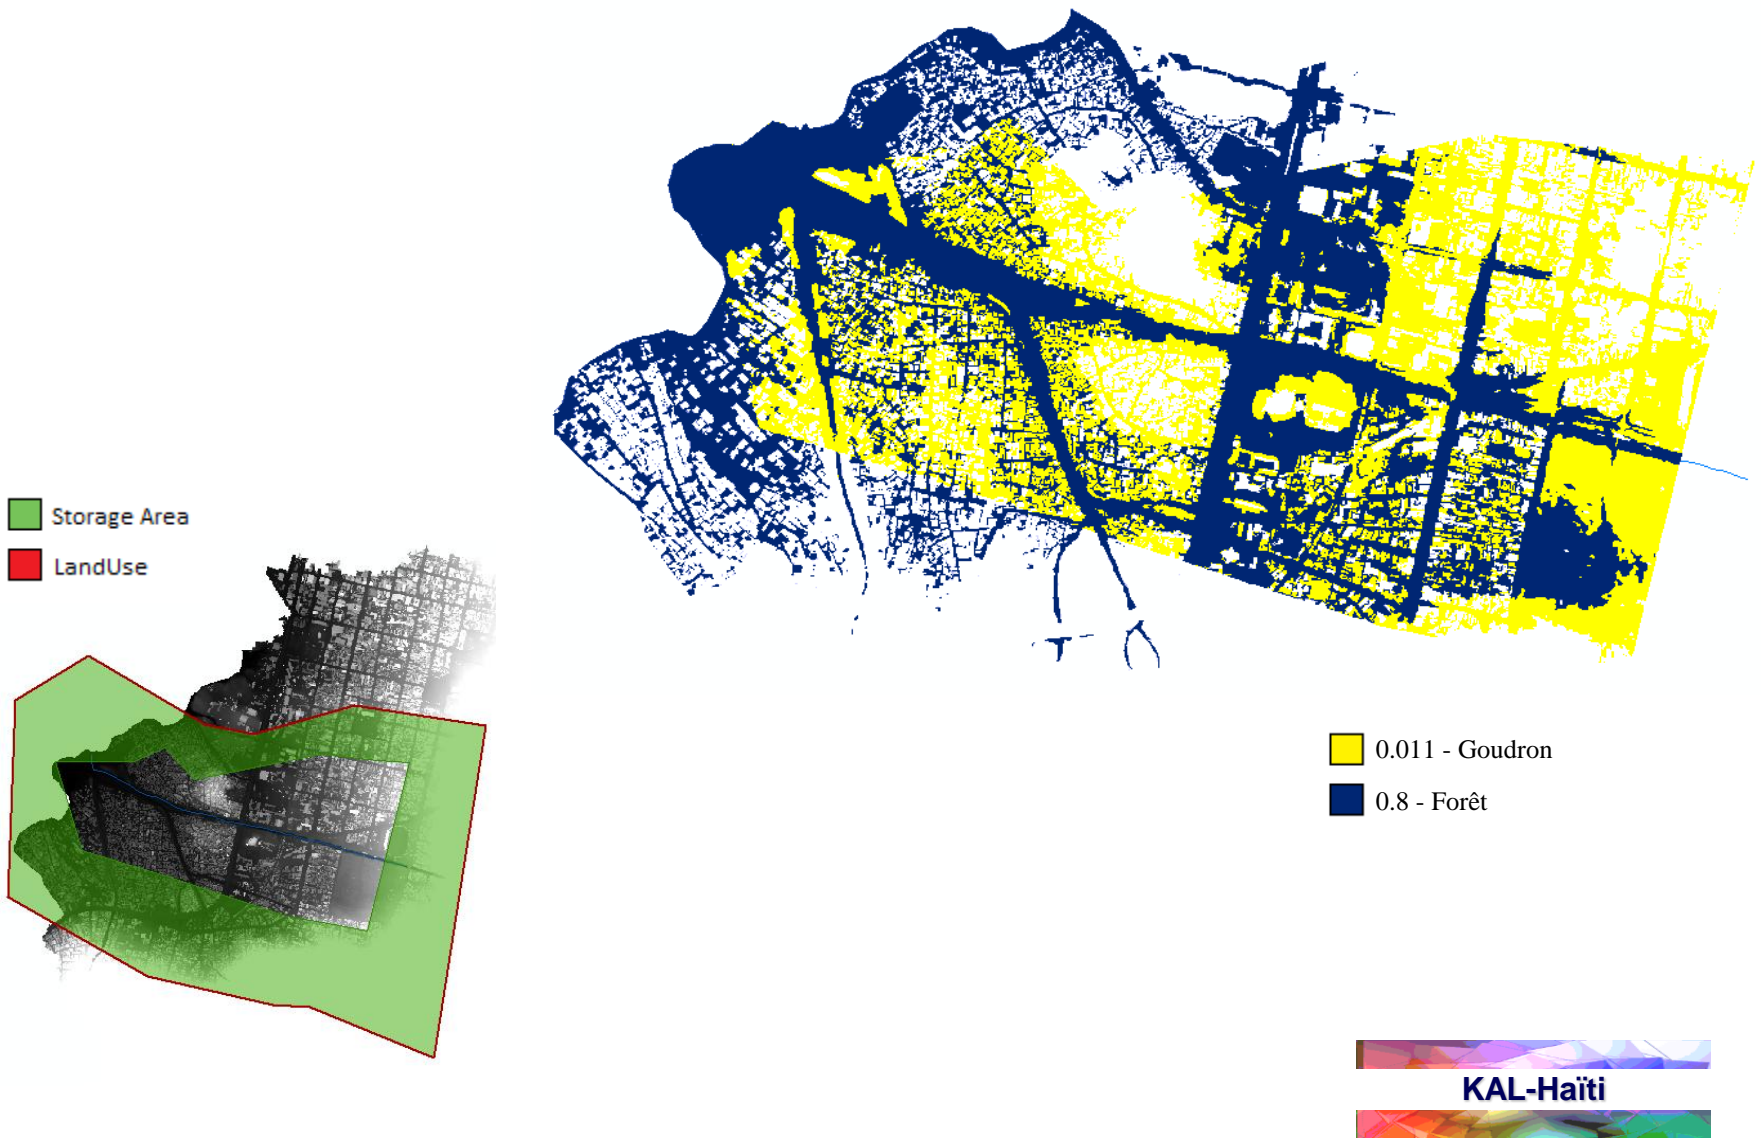 Storage Area
LandUse
0.011 - Goudron
0.8 - Forêt
KAL-Haïti